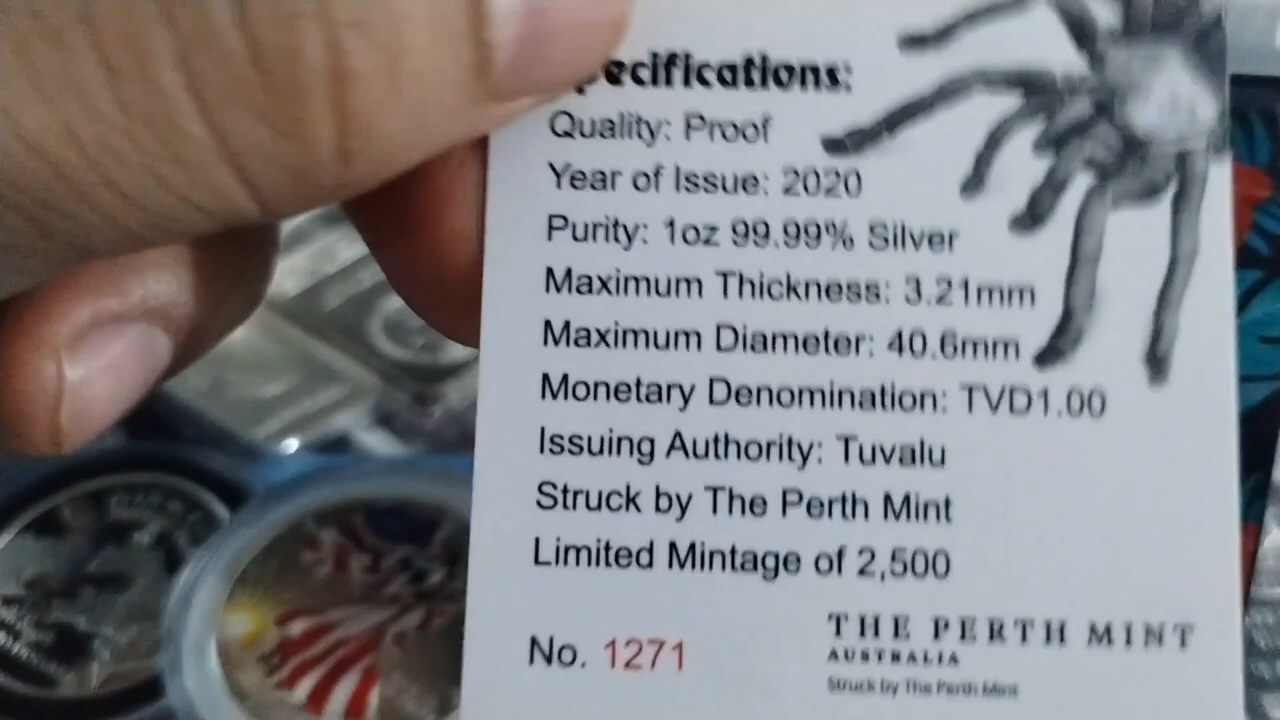 pecifications:
Quality: Proof
Year of Issue: 2020
Purity: 1oz 99.99% Silver
Maximum Thickness: 3.21mm
Maximum Diameter: 40.6mm
Monetary Denomination: TVD1.00
Issuing Authority: Tuvalu
Struck by The Perth Mint
Limited Mintage of 2,500
No. 1271
THE PERTH MINT
AUSTRALIA
Struck by The Perth Mint